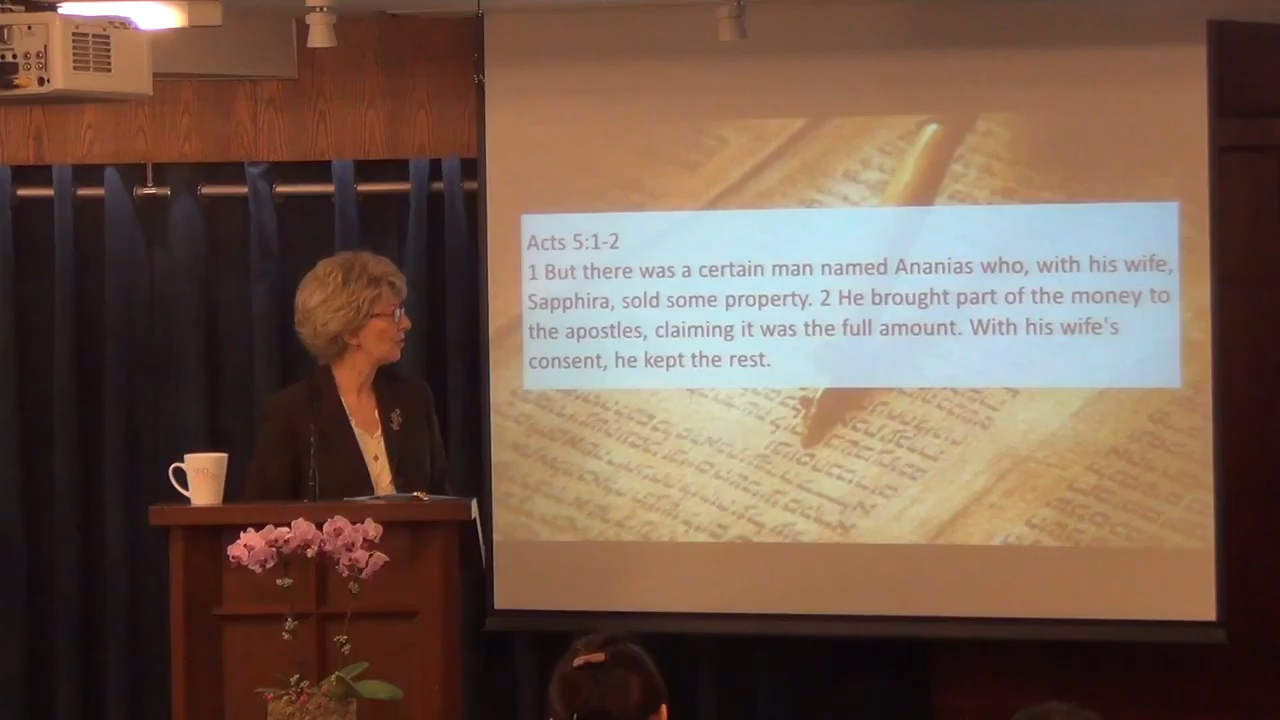 Acts 5:1-2
1 But there was a certain man named Ananias who, with his wife,
Sapphira, sold some property. 2 He brought part of the money to
the apostles, claiming it was the full amount. With his wife's
consent, he kept the rest.